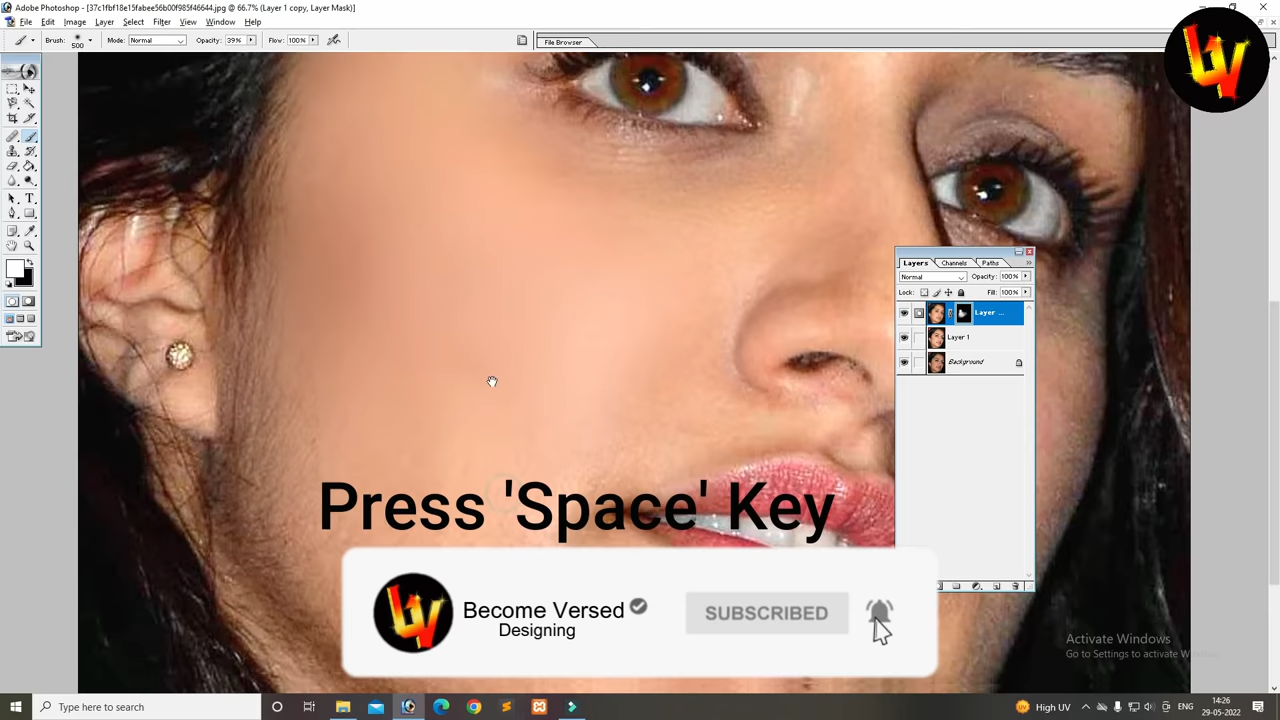 Adobe Photoshop - [37c1fbf18e15fabee56b00f985f46644.jpg @ 66.7% (Layer 1 copy, Layer Mask)]
File Edit Image Layer Select Filter View Window Help
Brush: 500 Mode: Normal Opacity: 39% Flow: 100% File Browser
Layers Channels Paths
Normal Opacity: 100%
Lock: Fill: 100%
Layer ...
Layer 1
Background
Press 'Space' Key
Become Versed
Designing
SUBSCRIBED
Activate Windows
Go to Settings to activate
Type here to search
High UV
ENG
14:26
29-05-2022